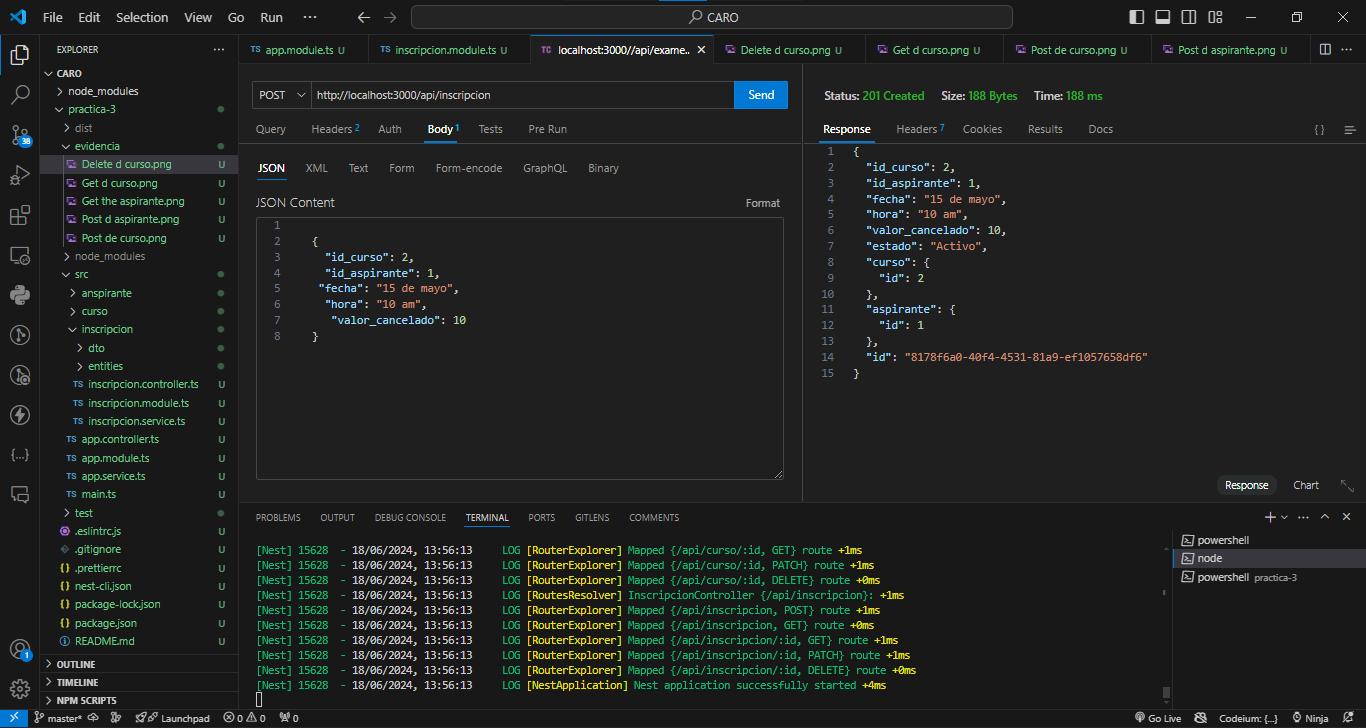 File Edit Selection View Go Run ··· CARO
EXPLORER ···
CARO
node_modules
practica-3
dist
evidencia
Delete d curso.png U
Get d curso.png U
Get the aspirante.png U
Post d aspirante.png U
Post de curso.png U
node_modules
src
anspirante
curso
inscripcion
dto
entities
TS inscripcion.controller.ts U
TS inscripcion.module.ts U
TS inscripcion.service.ts U
TS app.controller.ts U
TS app.module.ts U
TS app.service.ts U
TS main.ts U
test
.eslintrc.js U
.gitignore U
.prettierrc U
{} nest-cli.json U
{} package-lock.json U
{} package.json U
README.md U
OUTLINE
TIMELINE
NPM SCRIPTS
38
1
TS app.module.ts U TS inscripcion.module.ts U TC localhost:3000//api/exame... Delete d curso.png U Get d curso.png U Post de curso.png U Post d aspirante.png U ···
POST http://localhost:3000/api/inscripcion Send
Query Headers 2 Auth Body 1 Tests Pre Run
JSON XML Text Form Form-encode GraphQL Binary
JSON Content Format
1
2 {
3 "id_curso": 2,
4 "id_aspirante": 1,
5 "fecha": "15 de mayo",
6 "hora": "10 am",
7 "valor_cancelado": 10
8 }
Status: 201 Created Size: 188 Bytes Time: 188 ms
Response Headers 7 Cookies Results Docs { }
1 {
2 "id_curso": 2,
3 "id_aspirante": 1,
4 "fecha": "15 de mayo",
5 "hora": "10 am",
6 "valor_cancelado": 10,
7 "estado": "Activo",
8 "curso": {
9 "id": 2
10 },
11 "aspirante": {
12 "id": 1
13 },
14 "id": "8178f6a0-40f4-4531-81a9-ef1057658df6"
15 }
Response Chart
PROBLEMS OUTPUT DEBUG CONSOLE TERMINAL PORTS GITLENS COMMENTS
[Nest] 15628 - 18/06/2024, 13:56:13 LOG [RouterExplorer] Mapped {/api/curso/:id, GET} route +1ms
[Nest] 15628 - 18/06/2024, 13:56:13 LOG [RouterExplorer] Mapped {/api/curso/:id, PATCH} route +1ms
[Nest] 15628 - 18/06/2024, 13:56:13 LOG [RouterExplorer] Mapped {/api/curso/:id, DELETE} route +0ms
[Nest] 15628 - 18/06/2024, 13:56:13 LOG [RoutesResolver] InscripcionController {/api/inscripcion}: +1ms
[Nest] 15628 - 18/06/2024, 13:56:13 LOG [RouterExplorer] Mapped {/api/inscripcion, POST} route +1ms
[Nest] 15628 - 18/06/2024, 13:56:13 LOG [RouterExplorer] Mapped {/api/inscripcion, GET} route +0ms
[Nest] 15628 - 18/06/2024, 13:56:13 LOG [RouterExplorer] Mapped {/api/inscripcion/:id, GET} route +1ms
[Nest] 15628 - 18/06/2024, 13:56:13 LOG [RouterExplorer] Mapped {/api/inscripcion/:id, PATCH} route +1ms
[Nest] 15628 - 18/06/2024, 13:56:13 LOG [RouterExplorer] Mapped {/api/inscripcion/:id, DELETE} route +0ms
[Nest] 15628 - 18/06/2024, 13:56:13 LOG [NestApplication] Nest application successfully started +4ms
powershell
node
powershell practica-3
master* Launchpad 0 0 0 Go Live Codeium: {...} Ninja